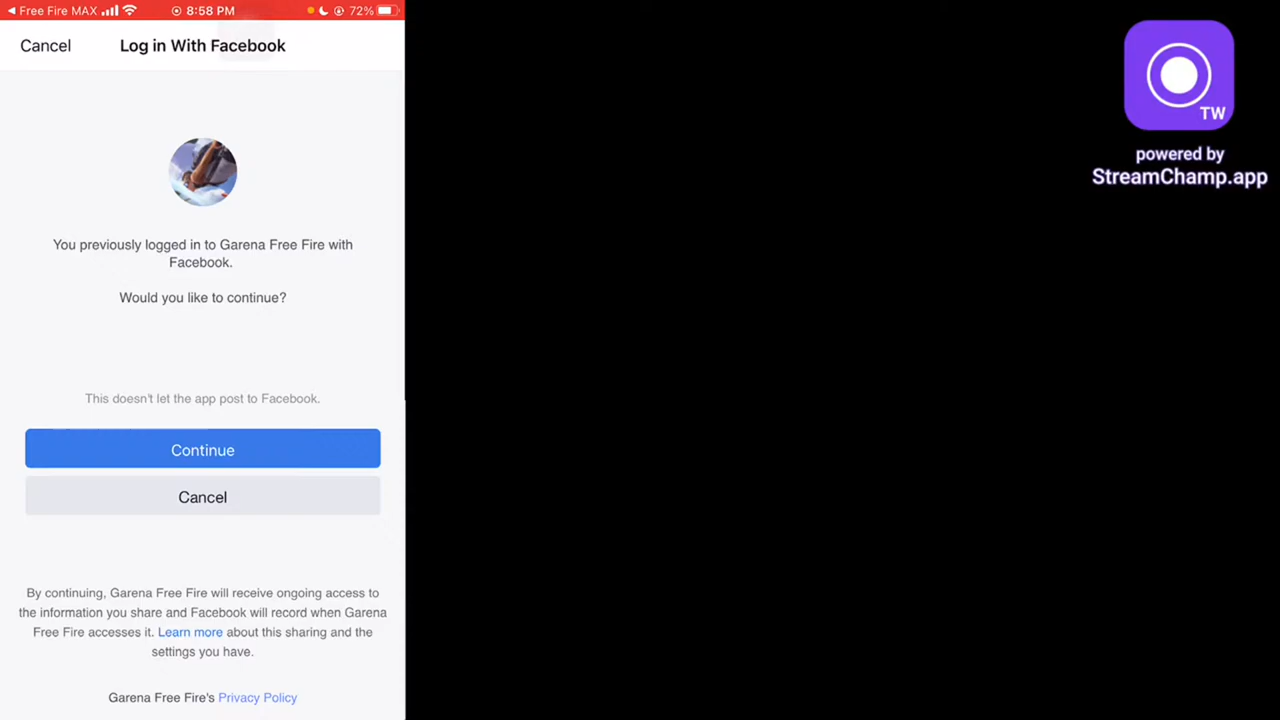 Free Fire MAX 8:58 PM 72%
Cancel Log in With Facebook
You previously logged in to Garena Free Fire with
Facebook.
Would you like to continue?
This doesn't let the app post to Facebook.
Continue
Cancel
By continuing, Garena Free Fire will receive ongoing access to
the information you share and Facebook will record when Garena
Free Fire accesses it. Learn more about this sharing and the
settings you have.
Garena Free Fire's Privacy Policy
TW
powered by
StreamChamp.app